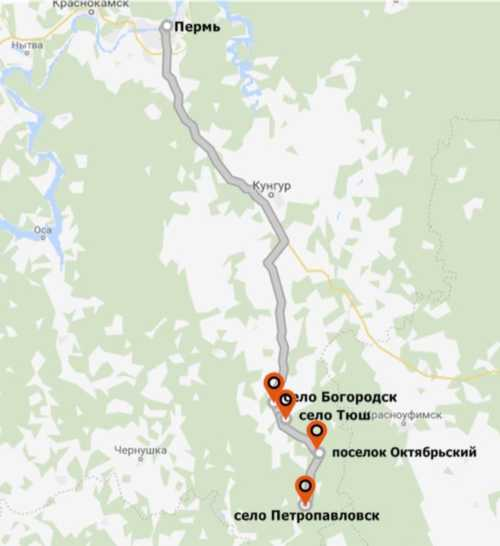 Краснокамск
Пермь
Нытва
Кунгур
Оса
село Богородск
село Тюш
Красноуфимск
поселок Октябрьский
Чернушка
село Петропавловск